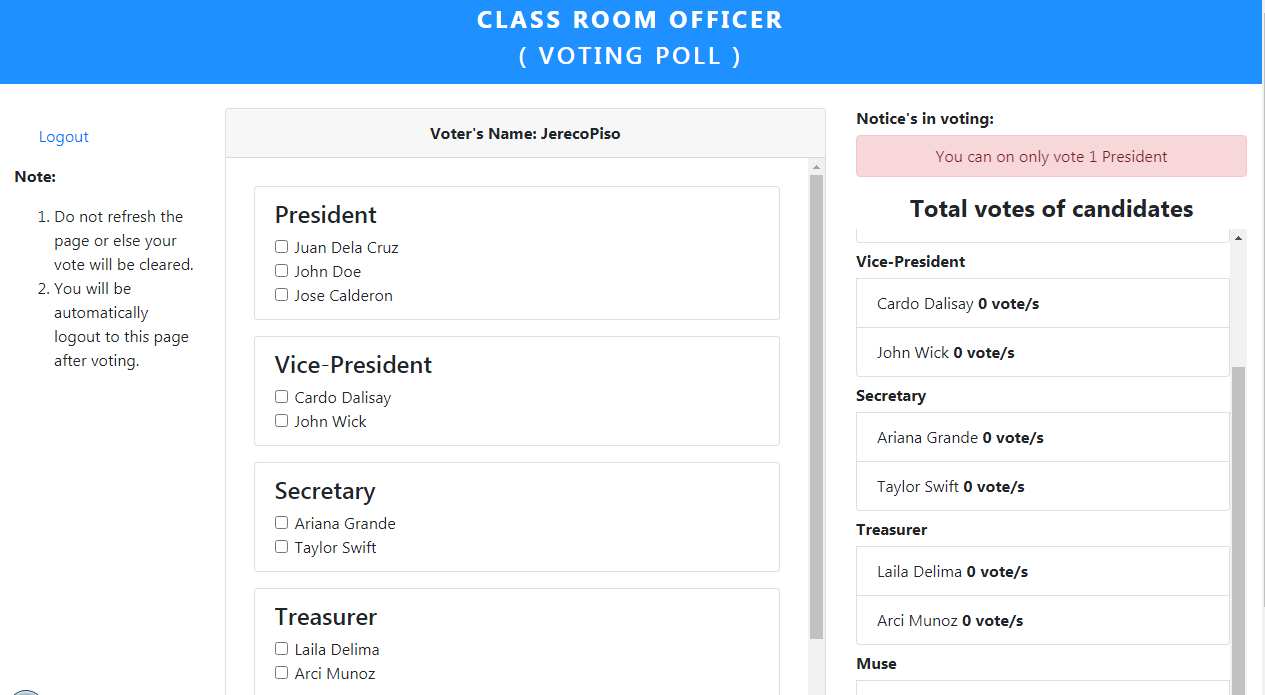 CLASS ROOM OFFICER
( VOTING POLL )
Logout
Note:
1. Do not refresh the
page or else your
vote will be cleared.
2. You will be
automatically
logout to this page
after voting.
Voter's Name: JerecoPiso
President
Juan Dela Cruz
John Doe
Jose Calderon
Vice-President
Cardo Dalisay
John Wick
Secretary
Ariana Grande
Taylor Swift
Treasurer
Laila Delima
Arci Munoz
Notice's in voting:
You can on only vote 1 President
Total votes of candidates
Vice-President
Cardo Dalisay 0 vote/s
John Wick 0 vote/s
Secretary
Ariana Grande 0 vote/s
Taylor Swift 0 vote/s
Treasurer
Laila Delima 0 vote/s
Arci Munoz 0 vote/s
Muse